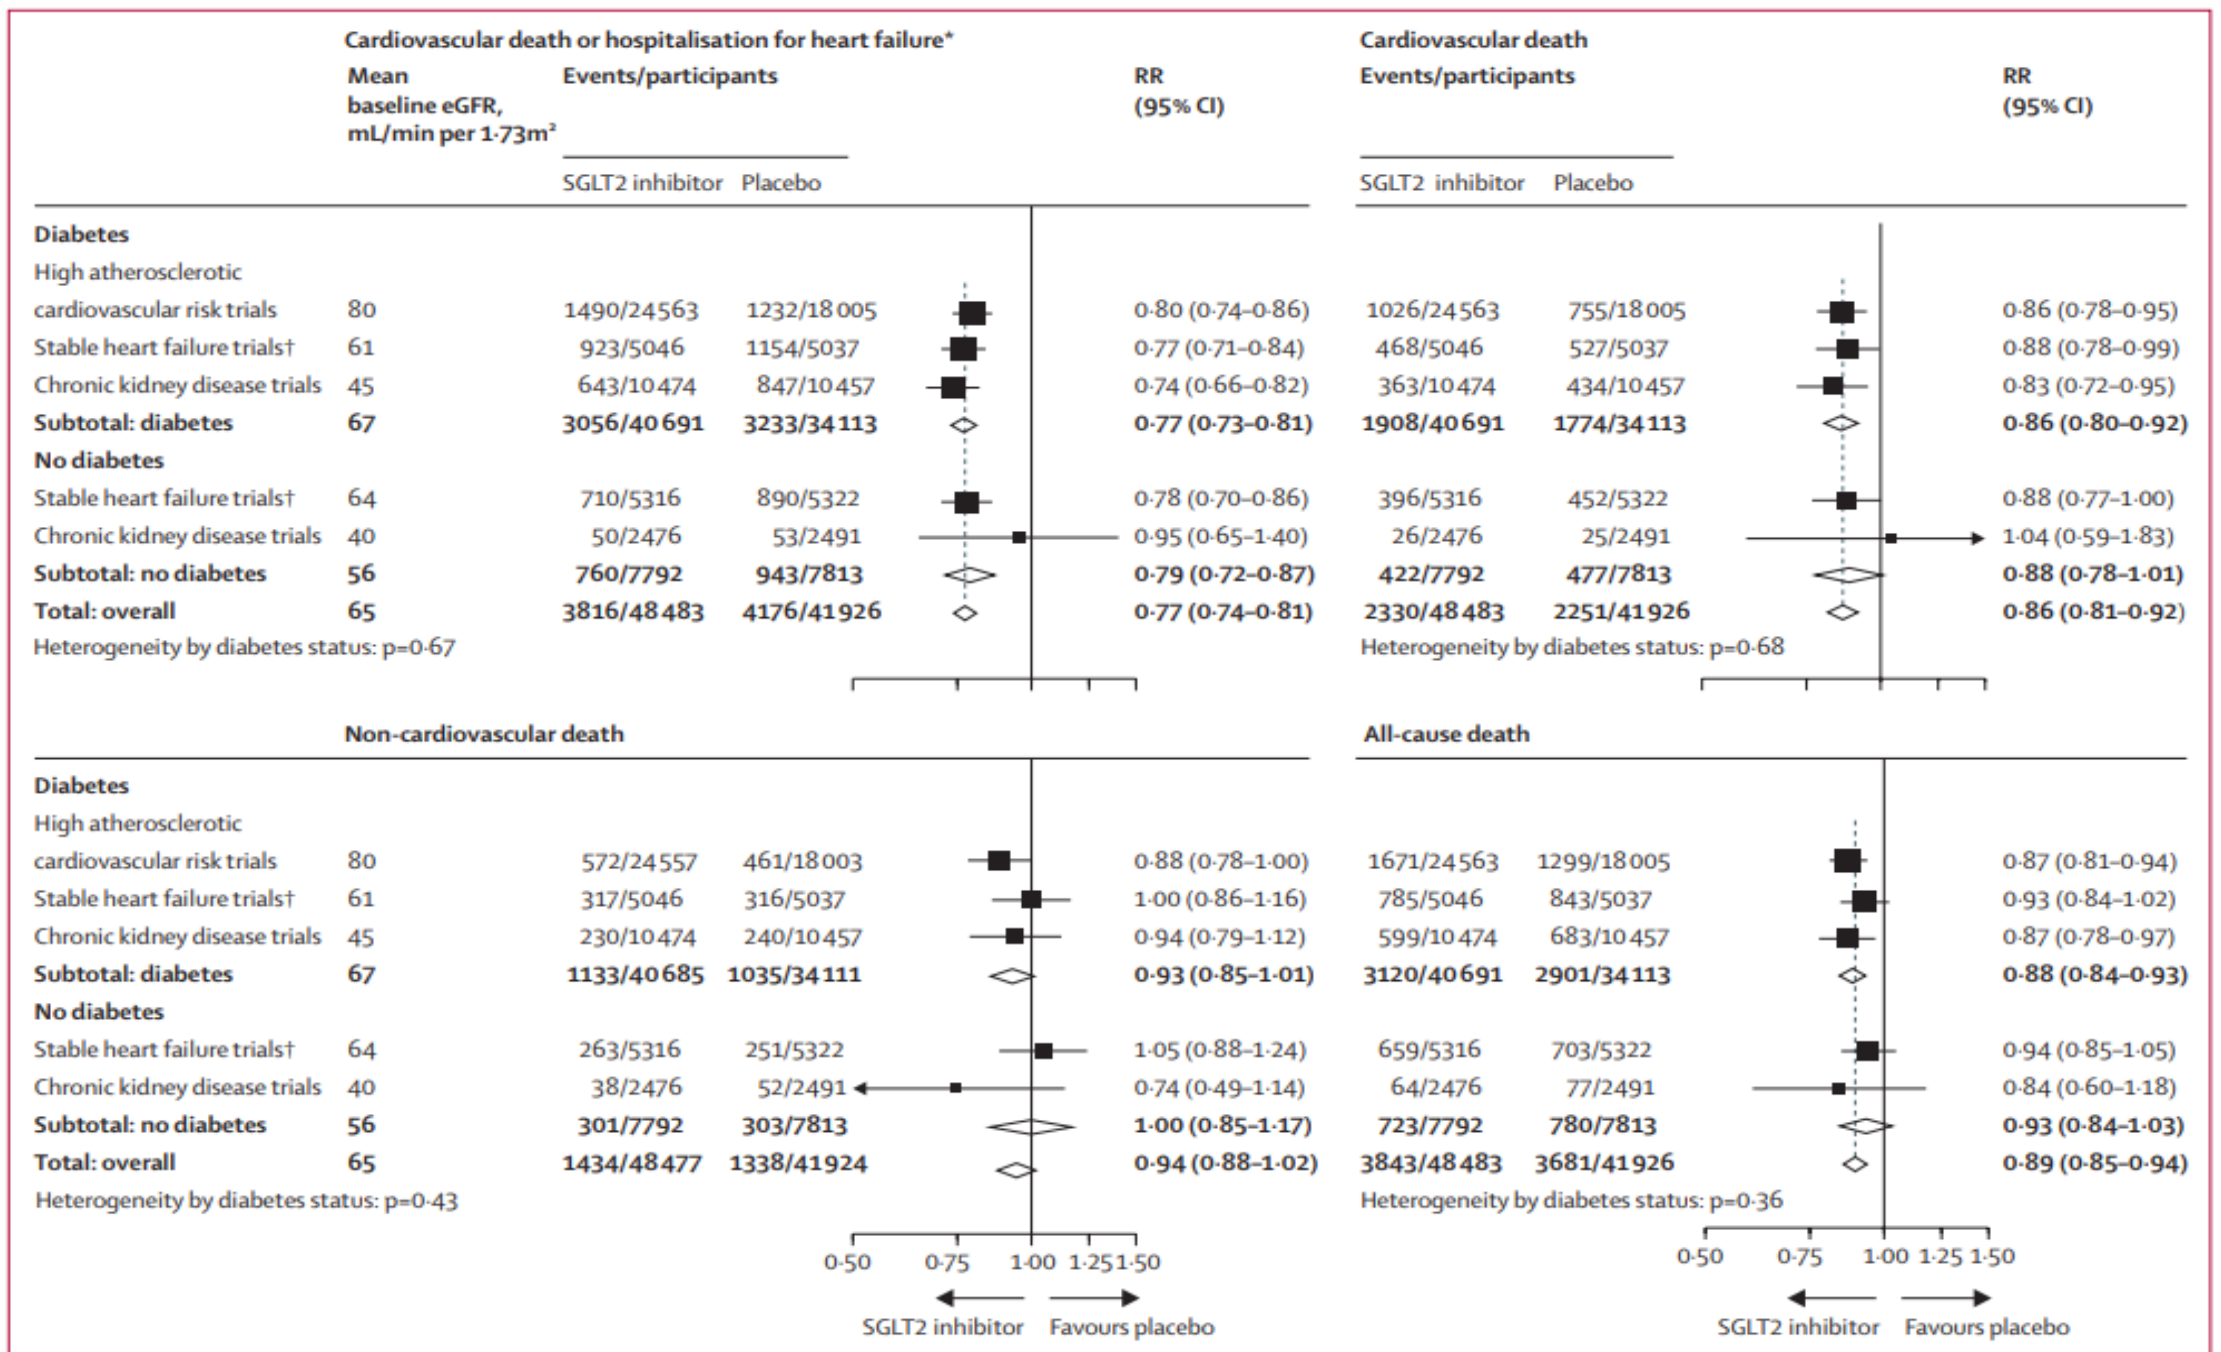 Cardiovascular death or hospitalisation for heart failure* Cardiovascular death
Mean Events/participants RR Events/participants RR
baseline eGFR, (95% CI) (95% CI)
mL/min per 1·73m²
SGLT2 inhibitor Placebo SGLT2 inhibitor Placebo
Diabetes
High atherosclerotic
cardiovascular risk trials 80 1490/24563 1232/18005 0·80 (0·74–0·86) 1026/24563 755/18005 0·86 (0·78–0·95)
Stable heart failure trials† 61 923/5046 1154/5037 0·77 (0·71–0·84) 468/5046 527/5037 0·88 (0·78–0·99)
Chronic kidney disease trials 45 643/10474 847/10457 0·74 (0·66–0·82) 363/10474 434/10457 0·83 (0·72–0·95)
Subtotal: diabetes 67 3056/40691 3233/34113 0·77 (0·73–0·81) 1908/40691 1774/34113 0·86 (0·80–0·92)
No diabetes
Stable heart failure trials† 64 710/5316 890/5322 0·78 (0·70–0·86) 396/5316 452/5322 0·88 (0·77–1·00)
Chronic kidney disease trials 40 50/2476 53/2491 0·95 (0·65–1·40) 26/2476 25/2491 1·04 (0·59–1·83)
Subtotal: no diabetes 56 760/7792 943/7813 0·79 (0·72–0·87) 422/7792 477/7813 0·88 (0·78–1·01)
Total: overall 65 3816/48483 4176/41926 0·77 (0·74–0·81) 2330/48483 2251/41926 0·86 (0·81–0·92)
Heterogeneity by diabetes status: p=0·67 Heterogeneity by diabetes status: p=0·68
Non-cardiovascular death All-cause death
Diabetes
High atherosclerotic
cardiovascular risk trials 80 572/24557 461/18003 0·88 (0·78–1·00) 1671/24563 1299/18005 0·87 (0·81–0·94)
Stable heart failure trials† 61 317/5046 316/5037 1·00 (0·86–1·16) 785/5046 843/5037 0·93 (0·84–1·02)
Chronic kidney disease trials 45 230/10474 240/10457 0·94 (0·79–1·12) 599/10474 683/10457 0·87 (0·78–0·97)
Subtotal: diabetes 67 1133/40685 1035/34111 0·93 (0·85–1·01) 3120/40691 2901/34113 0·88 (0·84–0·93)
No diabetes
Stable heart failure trials† 64 263/5316 251/5322 1·05 (0·88–1·24) 659/5316 703/5322 0·94 (0·85–1·05)
Chronic kidney disease trials 40 38/2476 52/2491 0·74 (0·49–1·14) 64/2476 77/2491 0·84 (0·60–1·18)
Subtotal: no diabetes 56 301/7792 303/7813 1·00 (0·85–1·17) 723/7792 780/7813 0·93 (0·84–1·03)
Total: overall 65 1434/48477 1338/41924 0·94 (0·88–1·02) 3843/48483 3681/41926 0·89 (0·85–0·94)
Heterogeneity by diabetes status: p=0·43 Heterogeneity by diabetes status: p=0·36
0·50 0·75 1·00 1·25 1·50 0·50 0·75 1·00 1·25 1·50
SGLT2 inhibitor Favours placebo SGLT2 inhibitor Favours placebo